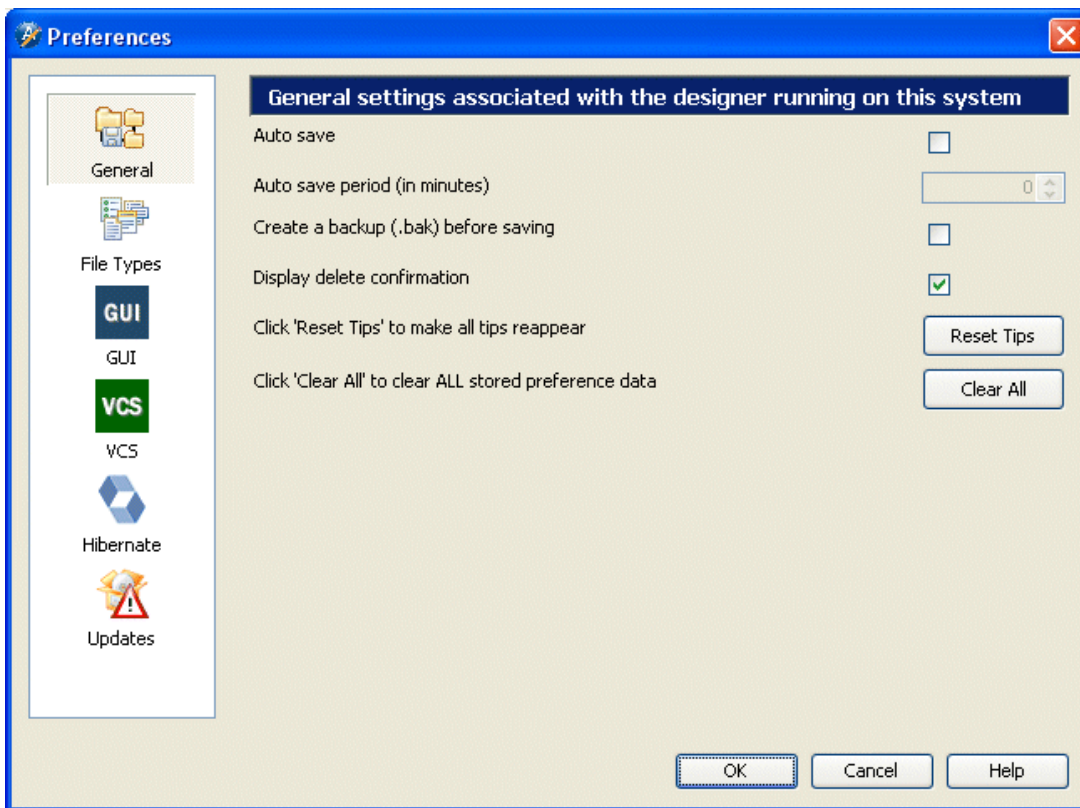 Preferences
General settings associated with the designer running on this system
General
File Types
GUI
GUI
VCS
VCS
Hibernate
Updates
Auto save
Auto save period (in minutes)
0
Create a backup (.bak) before saving
Display delete confirmation
Click 'Reset Tips' to make all tips reappear
Reset Tips
Click 'Clear All' to clear ALL stored preference data
Clear All
OK
Cancel
Help